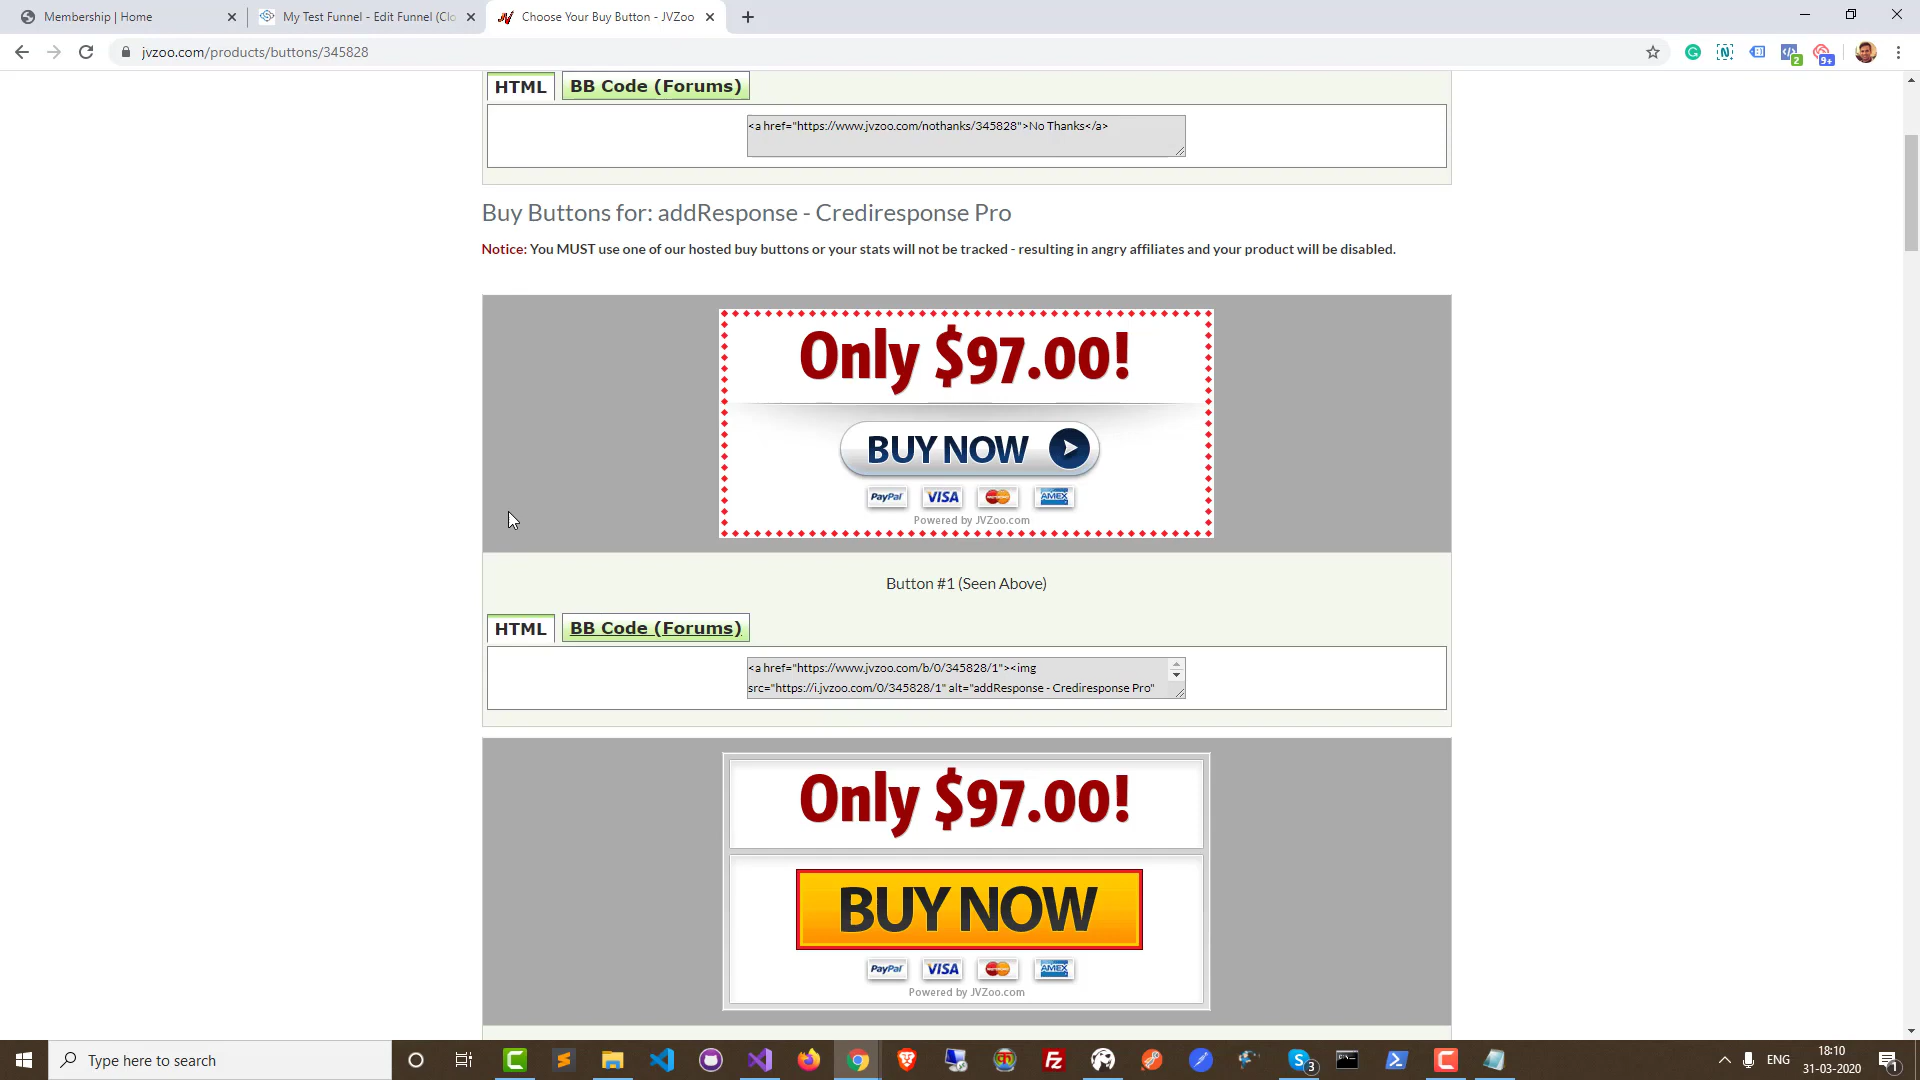 Membership | Home
My Test Funnel - Edit Funnel (Clo
Choose Your Buy Button - JVZoo
jvzoo.com/products/buttons/345828
2
9+
HTML
BB Code (Forums)
<a href="https://www.jvzoo.com/nothanks/345828">No Thanks</a>
Buy Buttons for: addResponse - Crediresponse Pro
Notice: You MUST use one of our hosted buy buttons or your stats will not be tracked - resulting in angry affiliates and your product will be disabled.
Only $97.00!
BUY NOW
PayPal VISA MasterCard AMEX
Powered by JVZoo.com
Button #1 (Seen Above)
HTML
BB Code (Forums)
<a href="https://www.jvzoo.com/b/0/345828/1"><img
src="https://i.jvzoo.com/0/345828/1" alt="addResponse - Crediresponse Pro"
Only $97.00!
BUY NOW
PayPal VISA MasterCard AMEX
Powered by JVZoo.com
Type here to search
3
ENG
18:10
31-03-2020
1